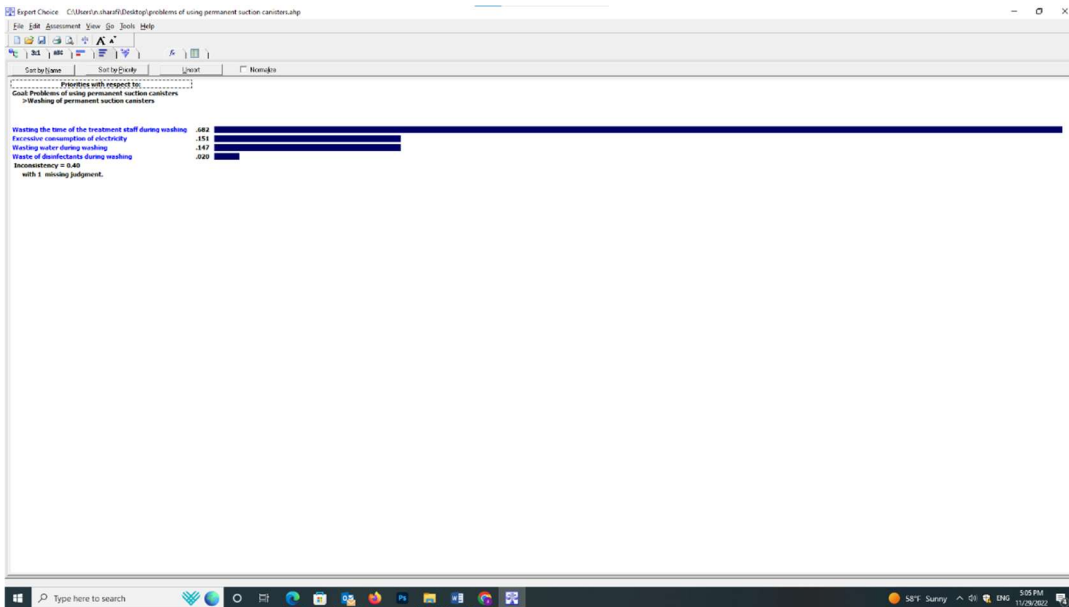 Expert Choice C:\Users\n.sharafi\Desktop\problems of using permanent suction canisters.ahp
File Edit Assessment View Go Tools Help
3:1 ABC
Sort by Name Sort by Priority Unsort Normalize
Priorities with respect to:
Goal: Problems of using permanent suction canisters
>Washing of permanent suction canisters
Wasting the time of the treatment staff during washing .682
Excessive consumption of electricity .151
Wasting water during washing .147
Waste of disinfectants during washing .020
Inconsistency = 0.40
with 1 missing judgment.
Type here to search
58°F Sunny ENG 5:05 PM
11/29/2022